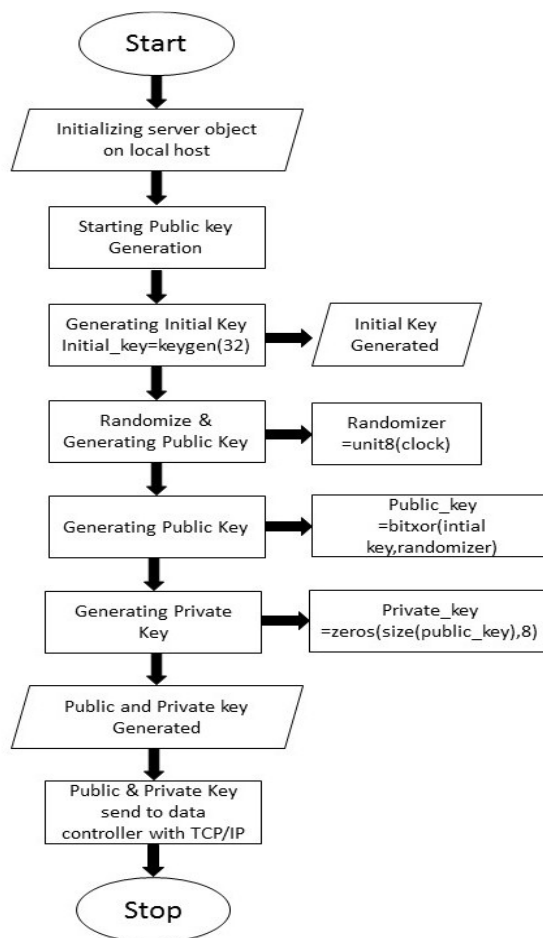 Start
Initializing server object
on local host
Starting Public key
Generation
Generating Initial Key
Initial_key=keygen(32)
Initial Key
Generated
Randomize &
Generating Public Key
Randomizer
=unit8(clock)
Generating Public Key
Public_key
=bitxor(intial
key,randomizer)
Generating Private
Key
Private_key
=zeros(size(public_key),8)
Public and Private key
Generated
Public & Private Key
send to data
controller with TCP/IP
Stop